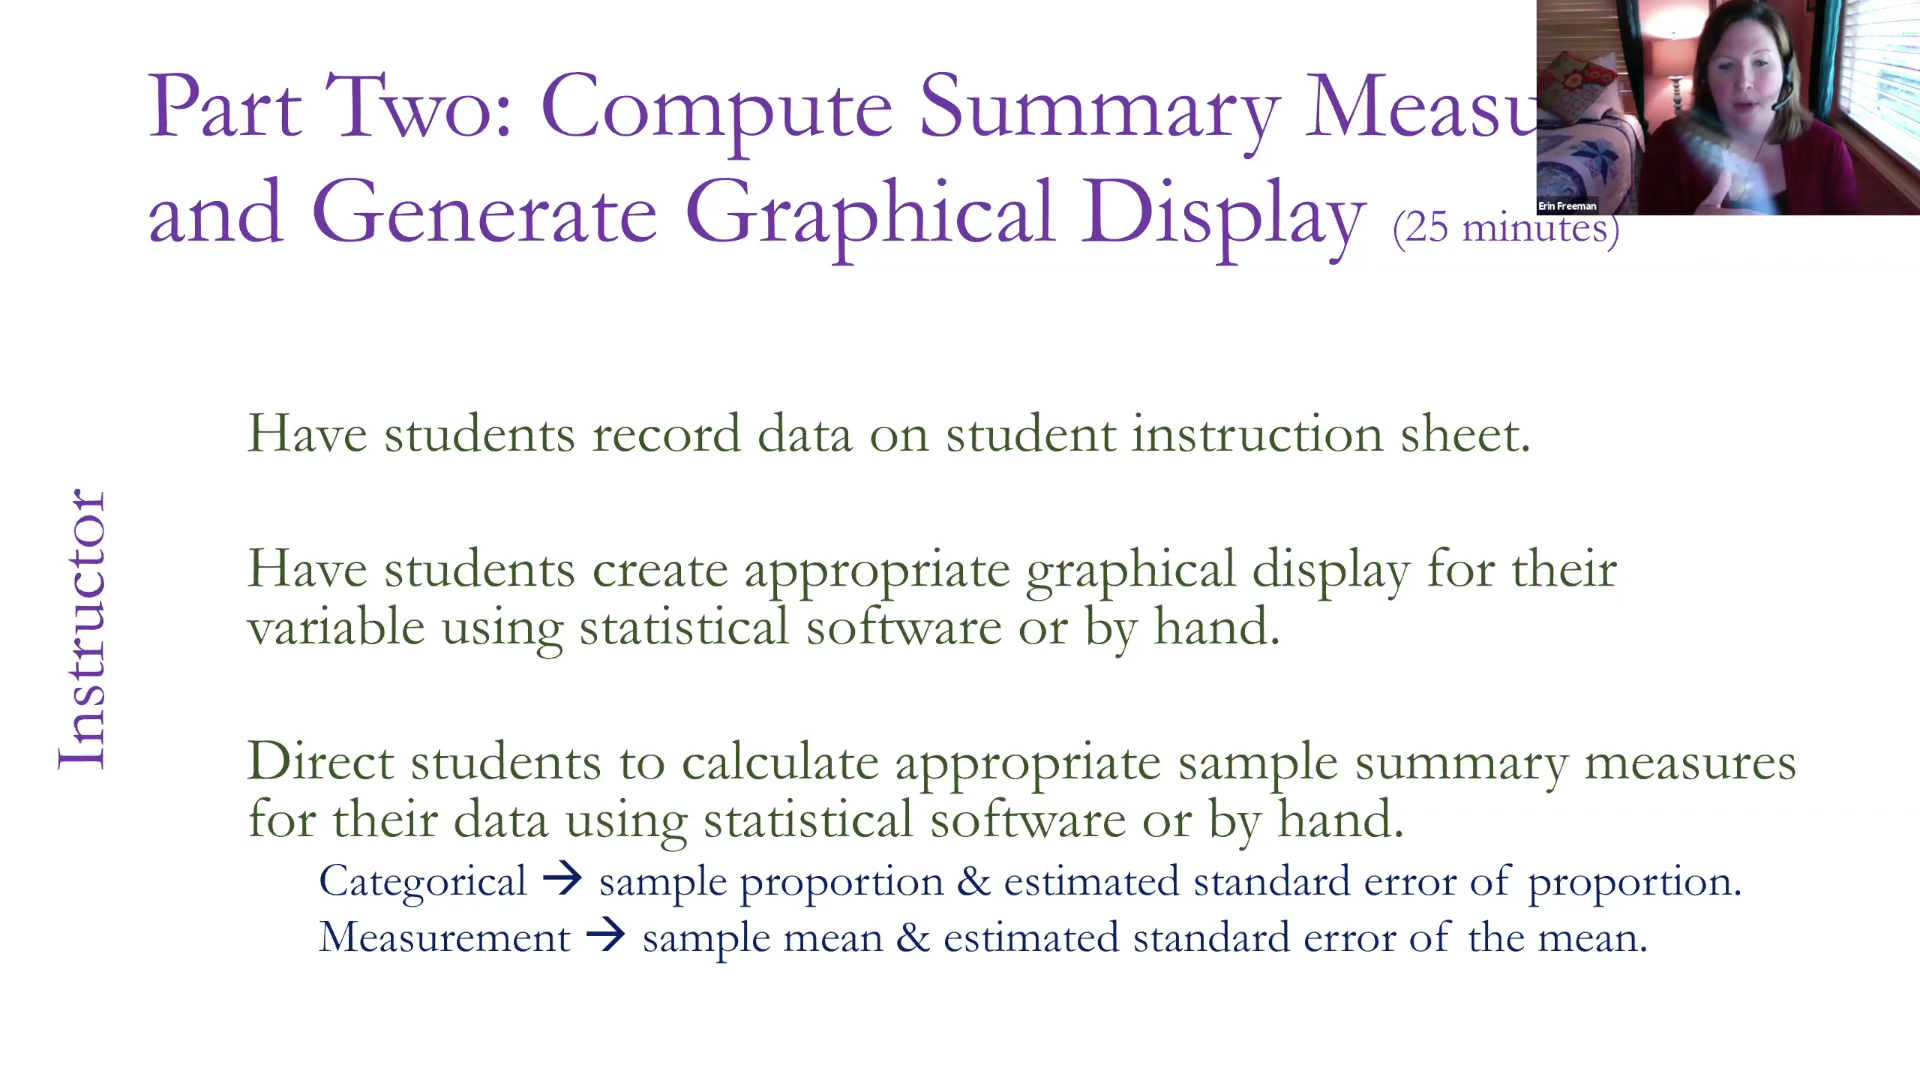 Part Two: Compute Summary Measu
and Generate Graphical Display (25 minutes)
Erin Freeman
Instructor
Have students record data on student instruction sheet.
Have students create appropriate graphical display for their
variable using statistical software or by hand.
Direct students to calculate appropriate sample summary measures
for their data using statistical software or by hand.
Categorical → sample proportion & estimated standard error of proportion.
Measurement → sample mean & estimated standard error of the mean.